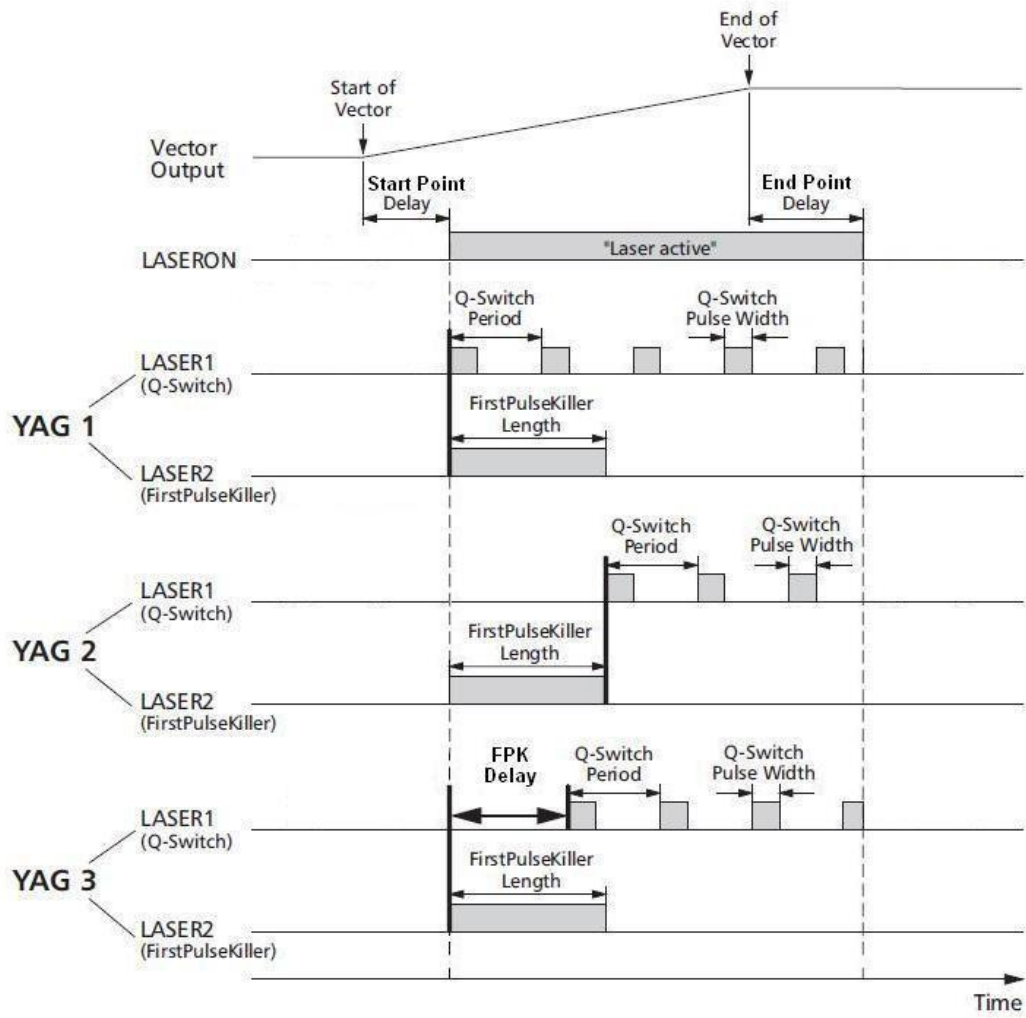 End of
Vector
Start of
Vector
Vector
Output
Start Point
Delay
End Point
Delay
LASERON
"Laser active"
Q-Switch
Period
Q-Switch
Pulse Width
LASER1
(Q-Switch)
YAG 1
FirstPulseKiller
Length
LASER2
(FirstPulseKiller)
Q-Switch
Period
Q-Switch
Pulse Width
LASER1
(Q-Switch)
YAG 2
FirstPulseKiller
Length
LASER2
(FirstPulseKiller)
FPK
Delay
Q-Switch
Period
Q-Switch
Pulse Width
LASER1
(Q-Switch)
YAG 3
FirstPulseKiller
Length
LASER2
(FirstPulseKiller)
Time